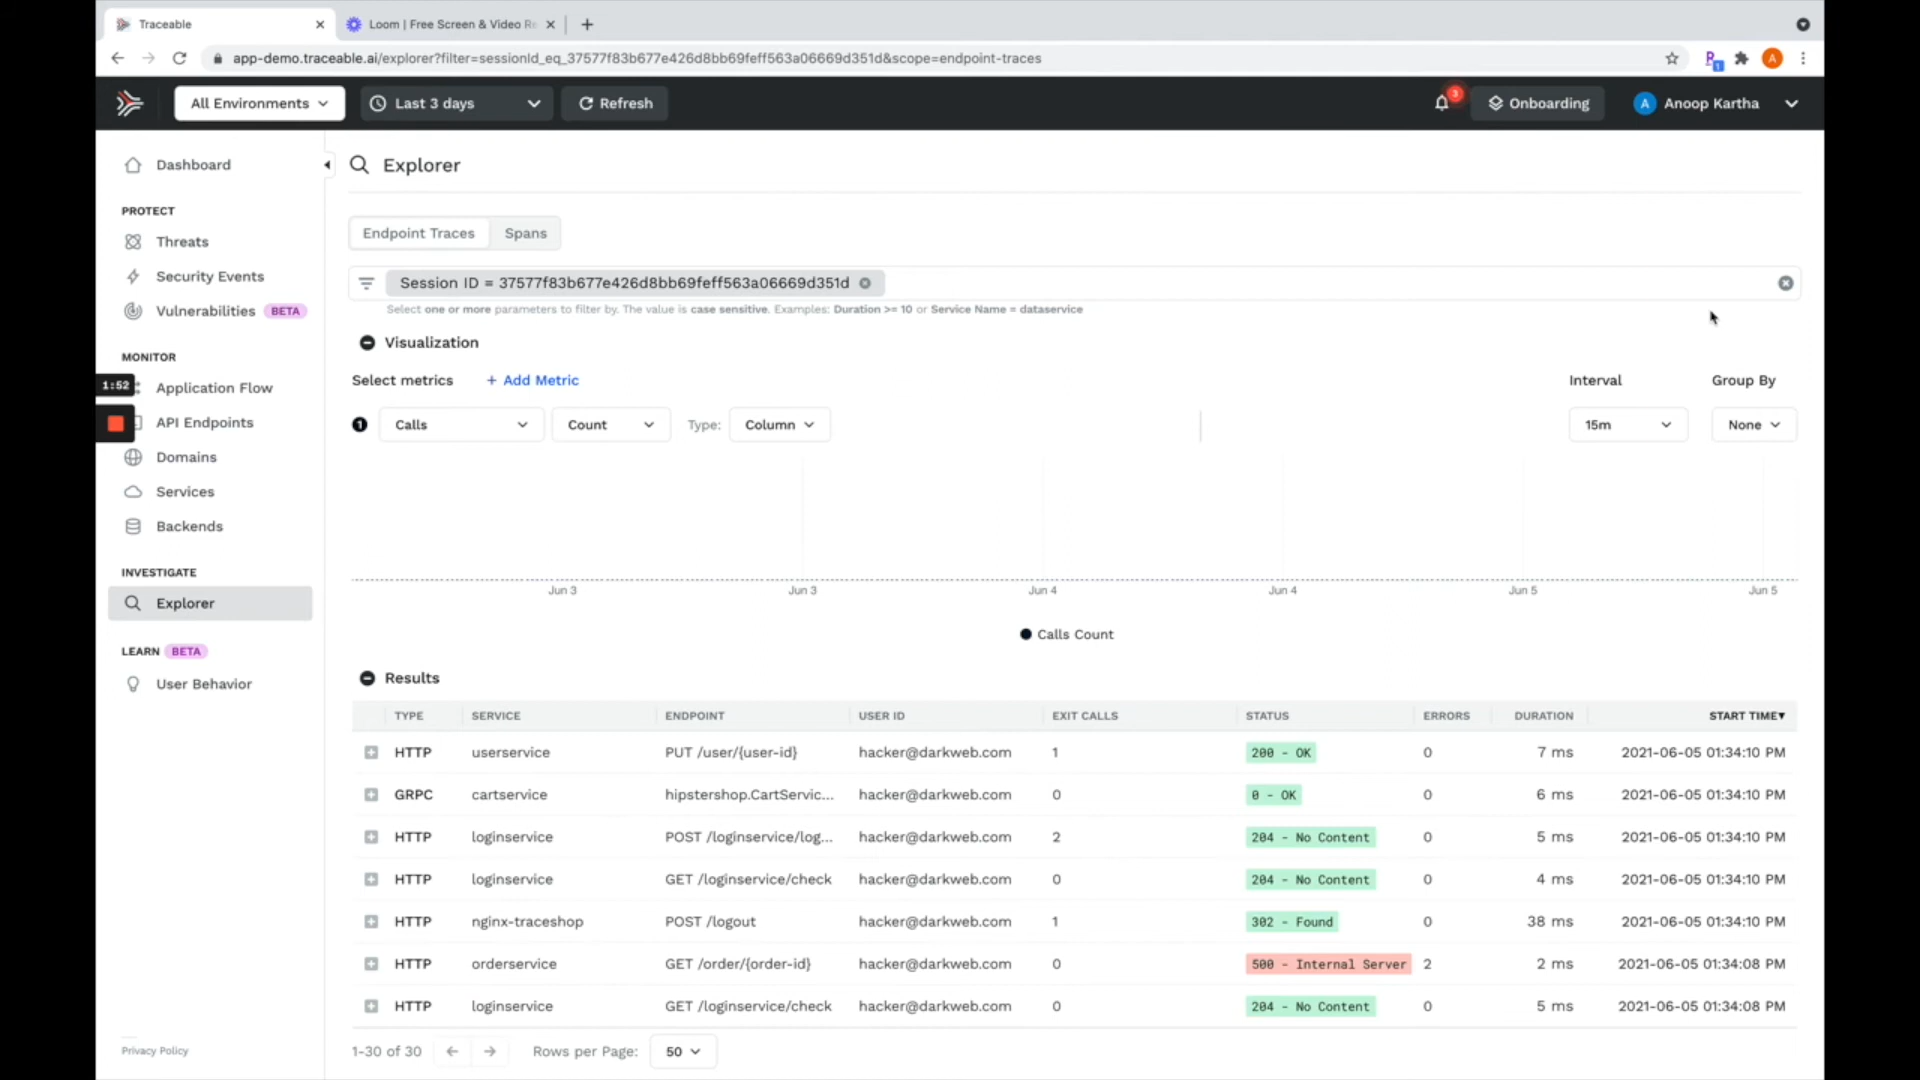 Traceable
Loom | Free Screen & Video Re
app-demo.traceable.ai/explorer?filter=sessionId_eq_37577f83b677e426d8bb69feff563a06669d351d&scope=endpoint-traces
A
1
All Environments
Last 3 days
Refresh
3
Onboarding
A
Anoop Kartha
Dashboard
PROTECT
Threats
Security Events
Vulnerabilities BETA
MONITOR
1:52
Application Flow
API Endpoints
Domains
Services
Backends
INVESTIGATE
Explorer
LEARN BETA
User Behavior
Privacy Policy
Explorer
Endpoint Traces Spans
Session ID = 37577f83b677e426d8bb69feff563a06669d351d
Select one or more parameters to filter by. The value is case sensitive. Examples: Duration >= 10 or Service Name = dataservice
Visualization
Select metrics + Add Metric Interval Group By
1 Calls Count Type: Column 15m None
Jun 3 Jun 3 Jun 4 Jun 4 Jun 5 Jun 5
Calls Count
Results
TYPE SERVICE ENDPOINT USER ID EXIT CALLS STATUS ERRORS DURATION START TIME▼
HTTP userservice PUT /user/{user-id} hacker@darkweb.com 1 200 - OK 0 7 ms 2021-06-05 01:34:10 PM
GRPC cartservice hipstershop.CartServic... hacker@darkweb.com 0 0 - OK 0 6 ms 2021-06-05 01:34:10 PM
HTTP loginservice POST /loginservice/log... hacker@darkweb.com 2 204 - No Content 0 5 ms 2021-06-05 01:34:10 PM
HTTP loginservice GET /loginservice/check hacker@darkweb.com 0 204 - No Content 0 4 ms 2021-06-05 01:34:10 PM
HTTP nginx-traceshop POST /logout hacker@darkweb.com 1 302 - Found 0 38 ms 2021-06-05 01:34:10 PM
HTTP orderservice GET /order/{order-id} hacker@darkweb.com 0 500 - Internal Server 2 2 ms 2021-06-05 01:34:08 PM
HTTP loginservice GET /loginservice/check hacker@darkweb.com 0 204 - No Content 0 5 ms 2021-06-05 01:34:08 PM
1-30 of 30 Rows per Page: 50